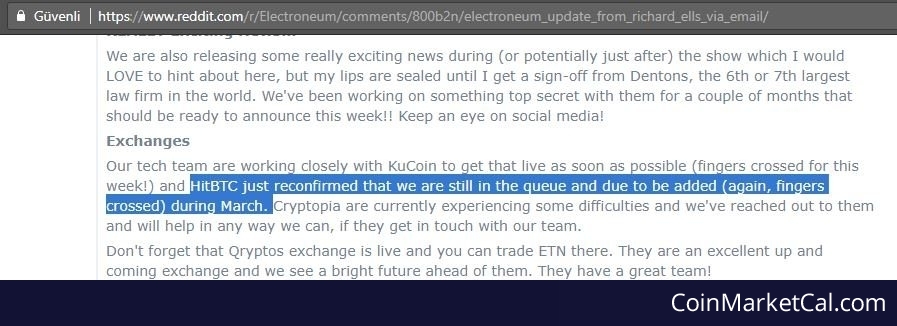 Güvenli | https://www.reddit.com/r/Electroneum/comments/800b2n/electroneum_update_from_richard_ells_via_email/
We are also releasing some really exciting news during (or potentially just after) the show which I would
LOVE to hint about here, but my lips are sealed until I get a sign-off from Dentons, the 6th or 7th largest
law firm in the world. We've been working on something top secret with them for a couple of months that
should be ready to announce this week!! Keep an eye on social media!
Exchanges
Our tech team are working closely with KuCoin to get that live as soon as possible (fingers crossed for this
week!) and HitBTC just reconfirmed that we are still in the queue and due to be added (again, fingers
crossed) during March. Cryptopia are currently experiencing some difficulties and we've reached out to them
and will help in any way we can, if they get in touch with our team.
Don't forget that Qryptos exchange is live and you can trade ETN there. They are an excellent up and
coming exchange and we see a bright future ahead of them. They have a great team!
CoinMarketCal.com